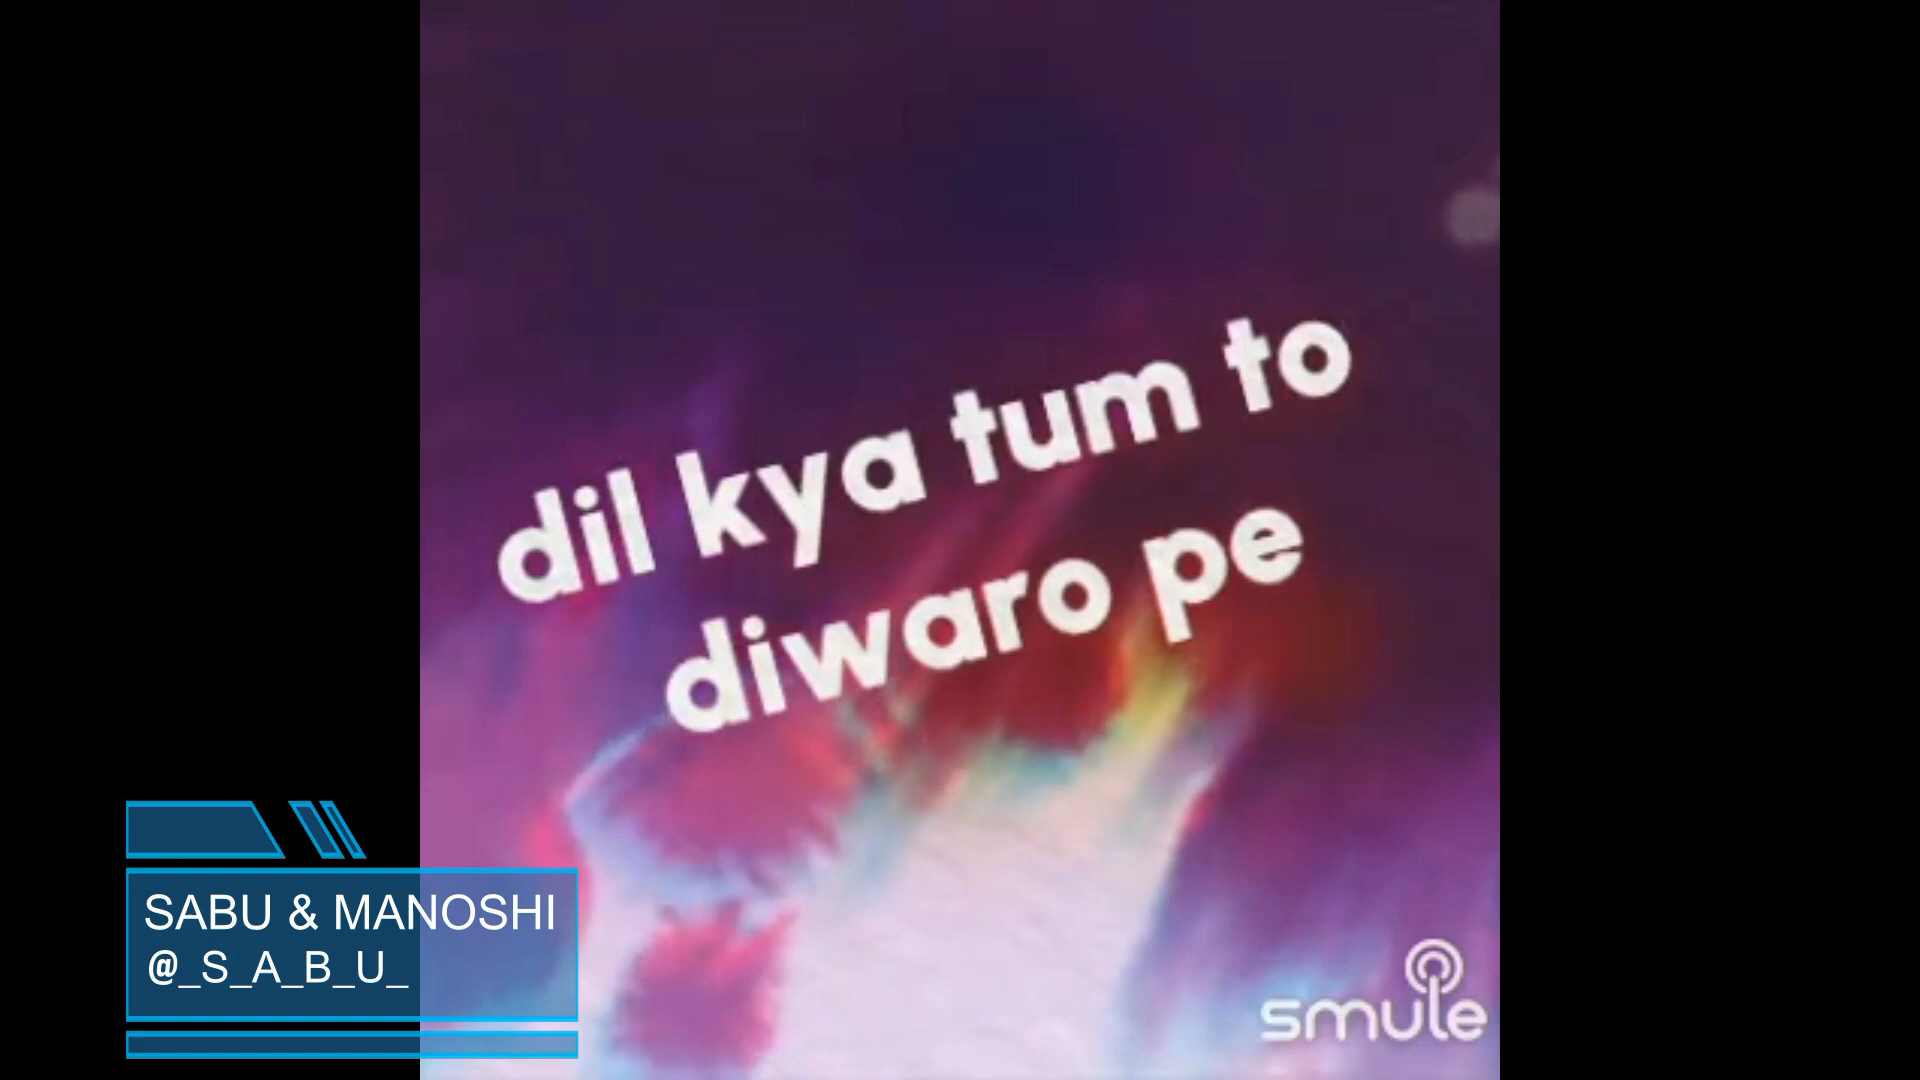 dil kya tum to
diwaro pe
SABU & MANOSHI
@_S_A_B_U_
smule